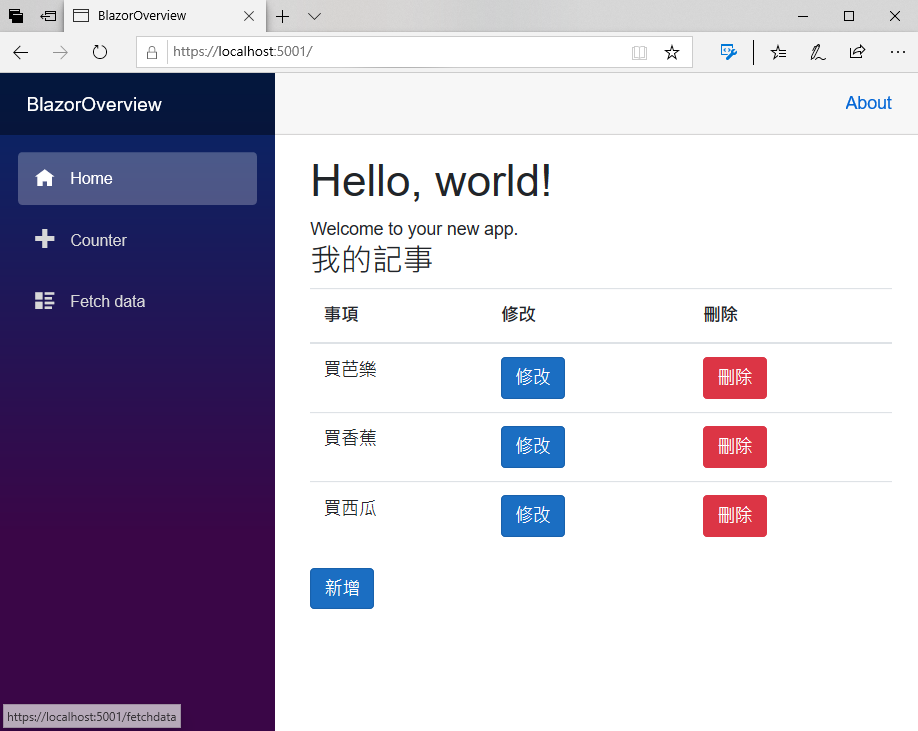 BlazorOverview
https://localhost:5001/
BlazorOverview
About
Home
Counter
Fetch data
Hello, world!
Welcome to your new app.
我的記事
事項 修改 刪除
買芭樂 修改 刪除
買香蕉 修改 刪除
買西瓜 修改 刪除
新增
https://localhost:5001/fetchdata